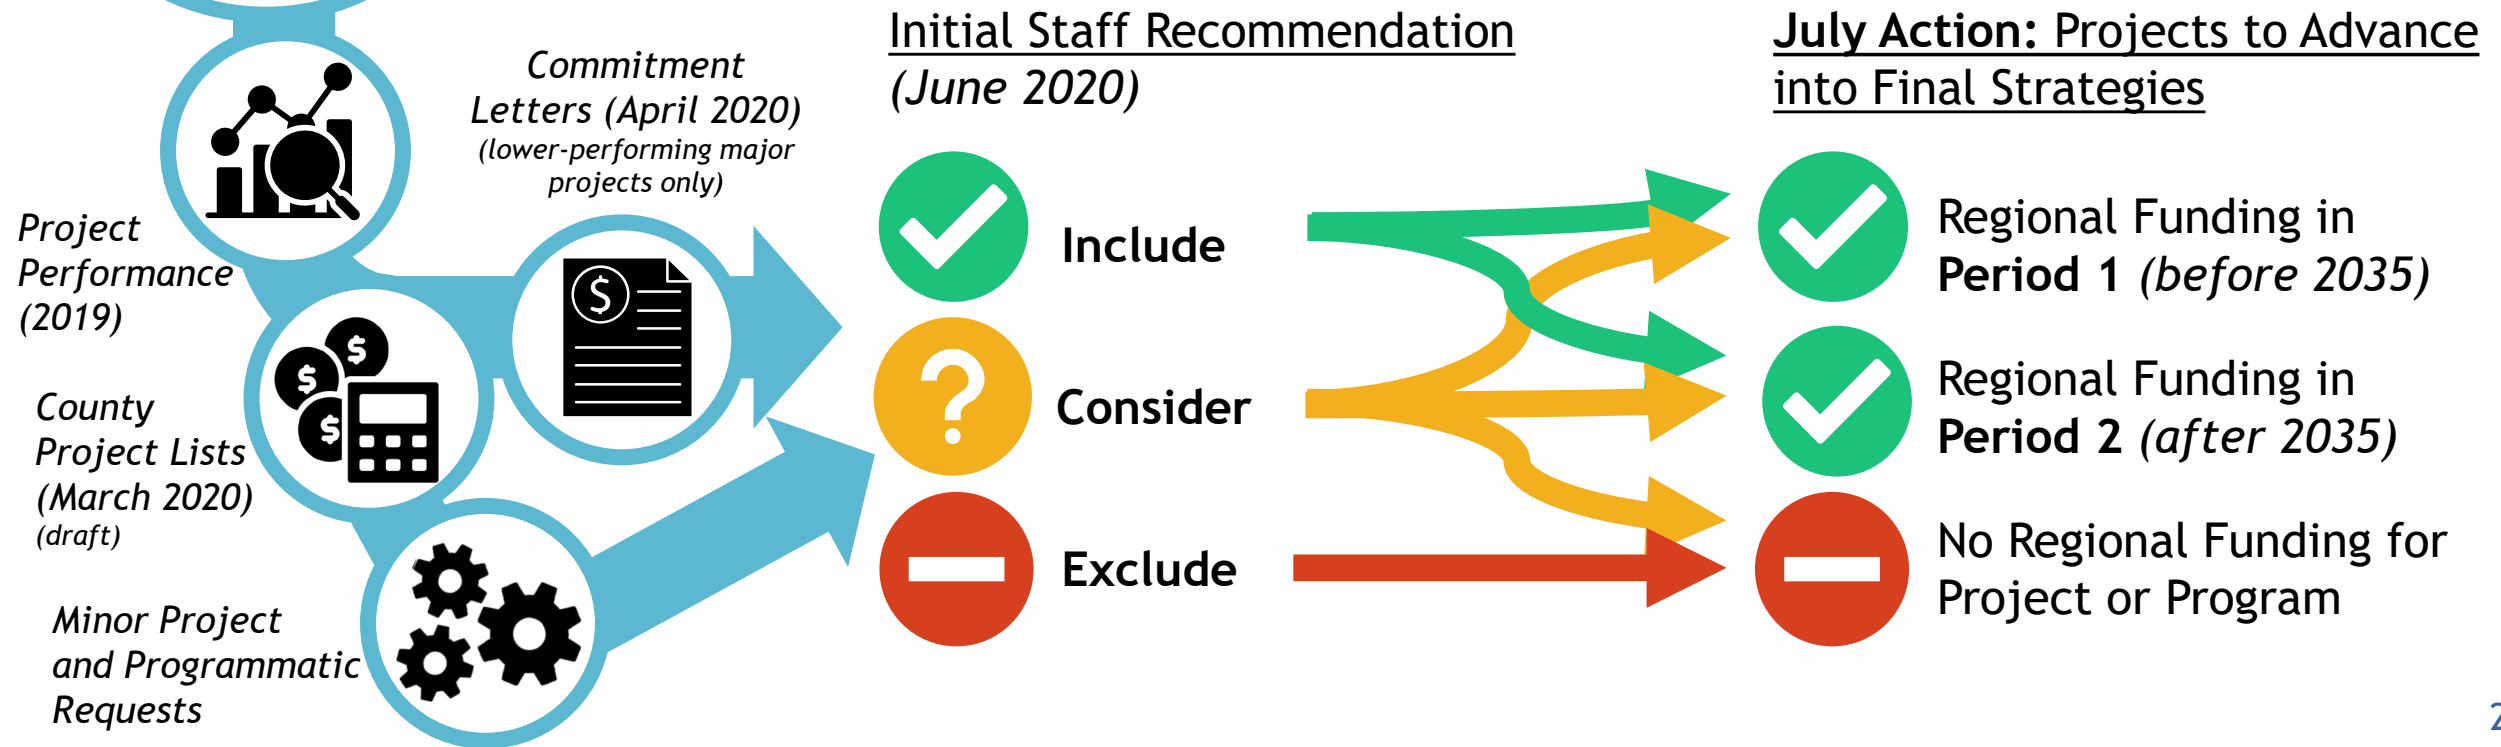 Commitment
Letters (April 2020)
(lower-performing major
projects only)
Project
Performance
(2019)
County
Project Lists
(March 2020)
(draft)
Minor Project
and Programmatic
Requests
Initial Staff Recommendation
(June 2020)
Include
Consider
Exclude
July Action: Projects to Advance
into Final Strategies
Regional Funding in
Period 1 (before 2035)
Regional Funding in
Period 2 (after 2035)
No Regional Funding for
Project or Program